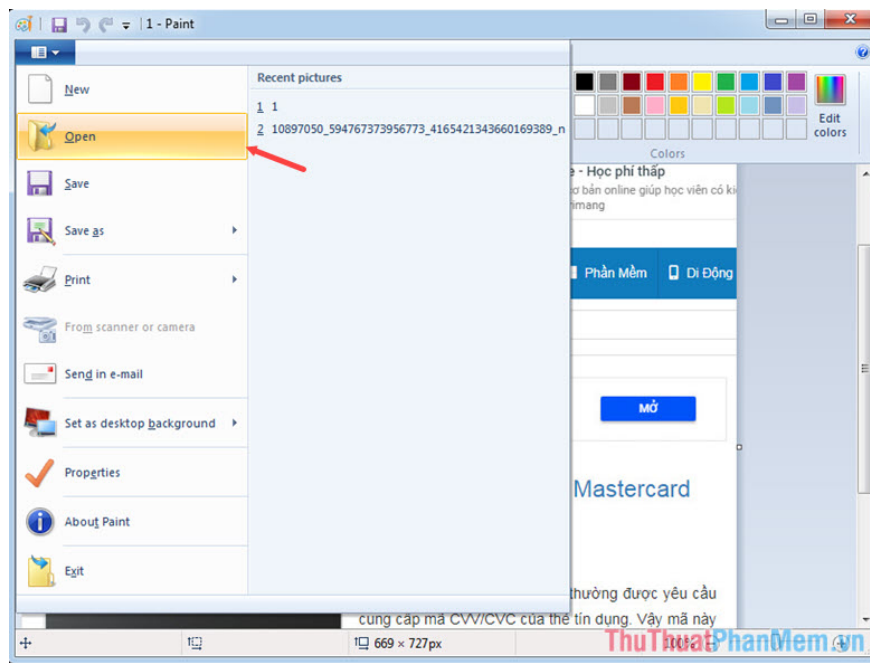 1 - Paint
New
Open
Save
Save as
Print
From scanner or camera
Send in e-mail
Set as desktop background
Properties
About Paint
Exit
Recent pictures
1 1
2 10897050_594767373956773_4165421343660169389_n
Edit
colors
Colors
- Học phí thấp
cơ bản online giúp học viên có
Phần Mềm Di Động
MỞ
Mastercard
thường được yêu cầu
cung cấp mã CVV/CVC của thẻ tín dụng. Vậy mã này
669 × 727px
100%
ThuThuatPhanMem.vn